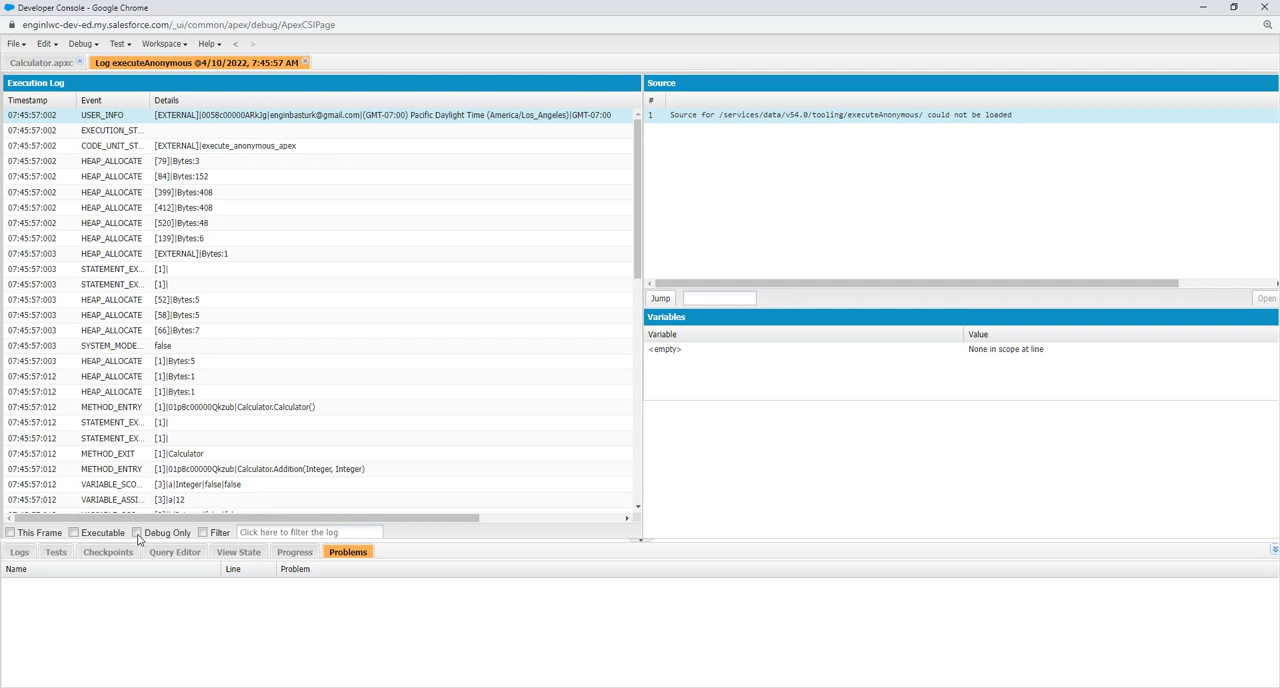 Developer Console - Google Chrome
enginlwc-dev-ed.my.salesforce.com/_ui/common/apex/debug/ApexCSIPage
File Edit Debug Test Workspace Help < >
Calculator.apxc Log executeAnonymous @4/10/2022, 7:45:57 AM
Execution Log
Timestamp Event Details
07:45:57:002 USER_INFO [EXTERNAL]|0058c00000ARkJg|enginbasturk@gmail.com|(GMT-07:00) Pacific Daylight Time (America/Los_Angeles)|GMT-07:00
07:45:57:002 EXECUTION_ST...
07:45:57:002 CODE_UNIT_ST... [EXTERNAL]|execute_anonymous_apex
07:45:57:002 HEAP_ALLOCATE [79]|Bytes:3
07:45:57:002 HEAP_ALLOCATE [84]|Bytes:152
07:45:57:002 HEAP_ALLOCATE [399]|Bytes:408
07:45:57:002 HEAP_ALLOCATE [412]|Bytes:408
07:45:57:002 HEAP_ALLOCATE [520]|Bytes:48
07:45:57:002 HEAP_ALLOCATE [139]|Bytes:6
07:45:57:003 HEAP_ALLOCATE [EXTERNAL]|Bytes:1
07:45:57:003 STATEMENT_EX... [1]|
07:45:57:003 STATEMENT_EX... [1]|
07:45:57:003 HEAP_ALLOCATE [52]|Bytes:5
07:45:57:003 HEAP_ALLOCATE [58]|Bytes:5
07:45:57:003 HEAP_ALLOCATE [66]|Bytes:7
07:45:57:003 SYSTEM_MODE... false
07:45:57:003 HEAP_ALLOCATE [1]|Bytes:5
07:45:57:012 HEAP_ALLOCATE [1]|Bytes:1
07:45:57:012 HEAP_ALLOCATE [1]|Bytes:1
07:45:57:012 METHOD_ENTRY [1]|01p8c00000Qkzub|Calculator.Calculator()
07:45:57:012 STATEMENT_EX... [1]|
07:45:57:012 STATEMENT_EX... [1]|
07:45:57:012 METHOD_EXIT [1]|Calculator
07:45:57:012 METHOD_ENTRY [1]|01p8c00000Qkzub|Calculator.Addition(Integer, Integer)
07:45:57:012 VARIABLE_SCO... [3]|a|Integer|false|false
07:45:57:012 VARIABLE_ASSI... [3]|a|12
This Frame Executable Debug Only Filter Click here to filter the log
Source
#
1 Source for /services/data/v54.0/tooling/executeAnonymous/ could not be loaded
Jump Open
Variables
Variable Value
<empty> None in scope at line
Logs Tests Checkpoints Query Editor View State Progress Problems
Name Line Problem